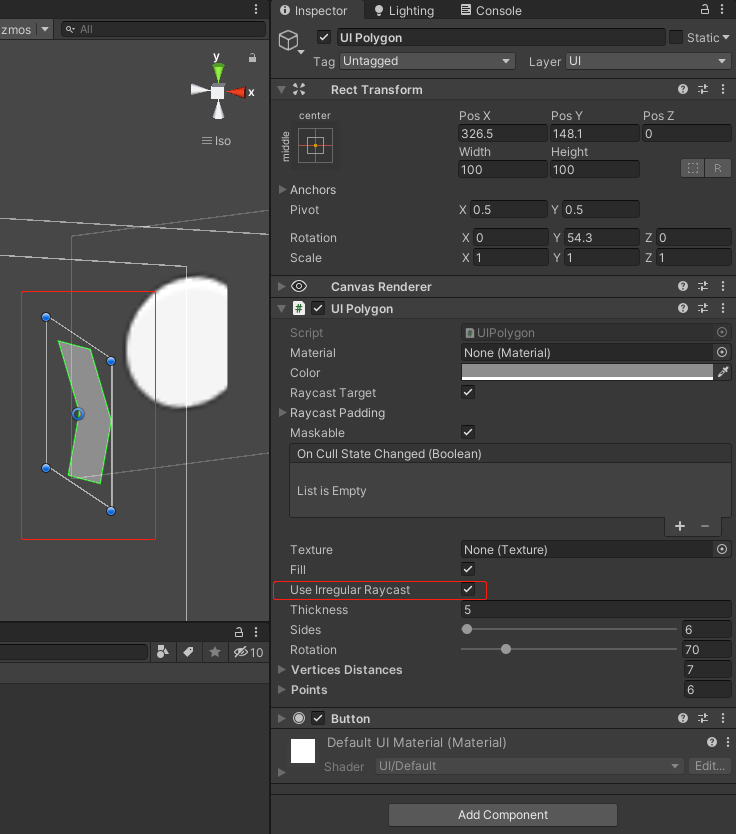 Inspector Lighting Console
zmos All
UI Polygon Static
Tag Untagged Layer UI
y
x
Iso
Rect Transform
center Pos X Pos Y Pos Z
middle 326.5 148.1 0
Width Height
100 100 R
Anchors
Pivot X 0.5 Y 0.5
Rotation X 0 Y 54.3 Z 0
Scale X 1 Y 1 Z 1
Canvas Renderer
# UI Polygon
Script # UIPolygon
Material None (Material)
Color
Raycast Target
Raycast Padding
Maskable
On Cull State Changed (Boolean)
List is Empty
+ −
Texture None (Texture)
Fill
Use Irregular Raycast
Thickness 5
Sides 6
10 Rotation 70
Vertices Distances 7
Points 6
Button
Default UI Material (Material)
Shader UI/Default Edit...
Add Component